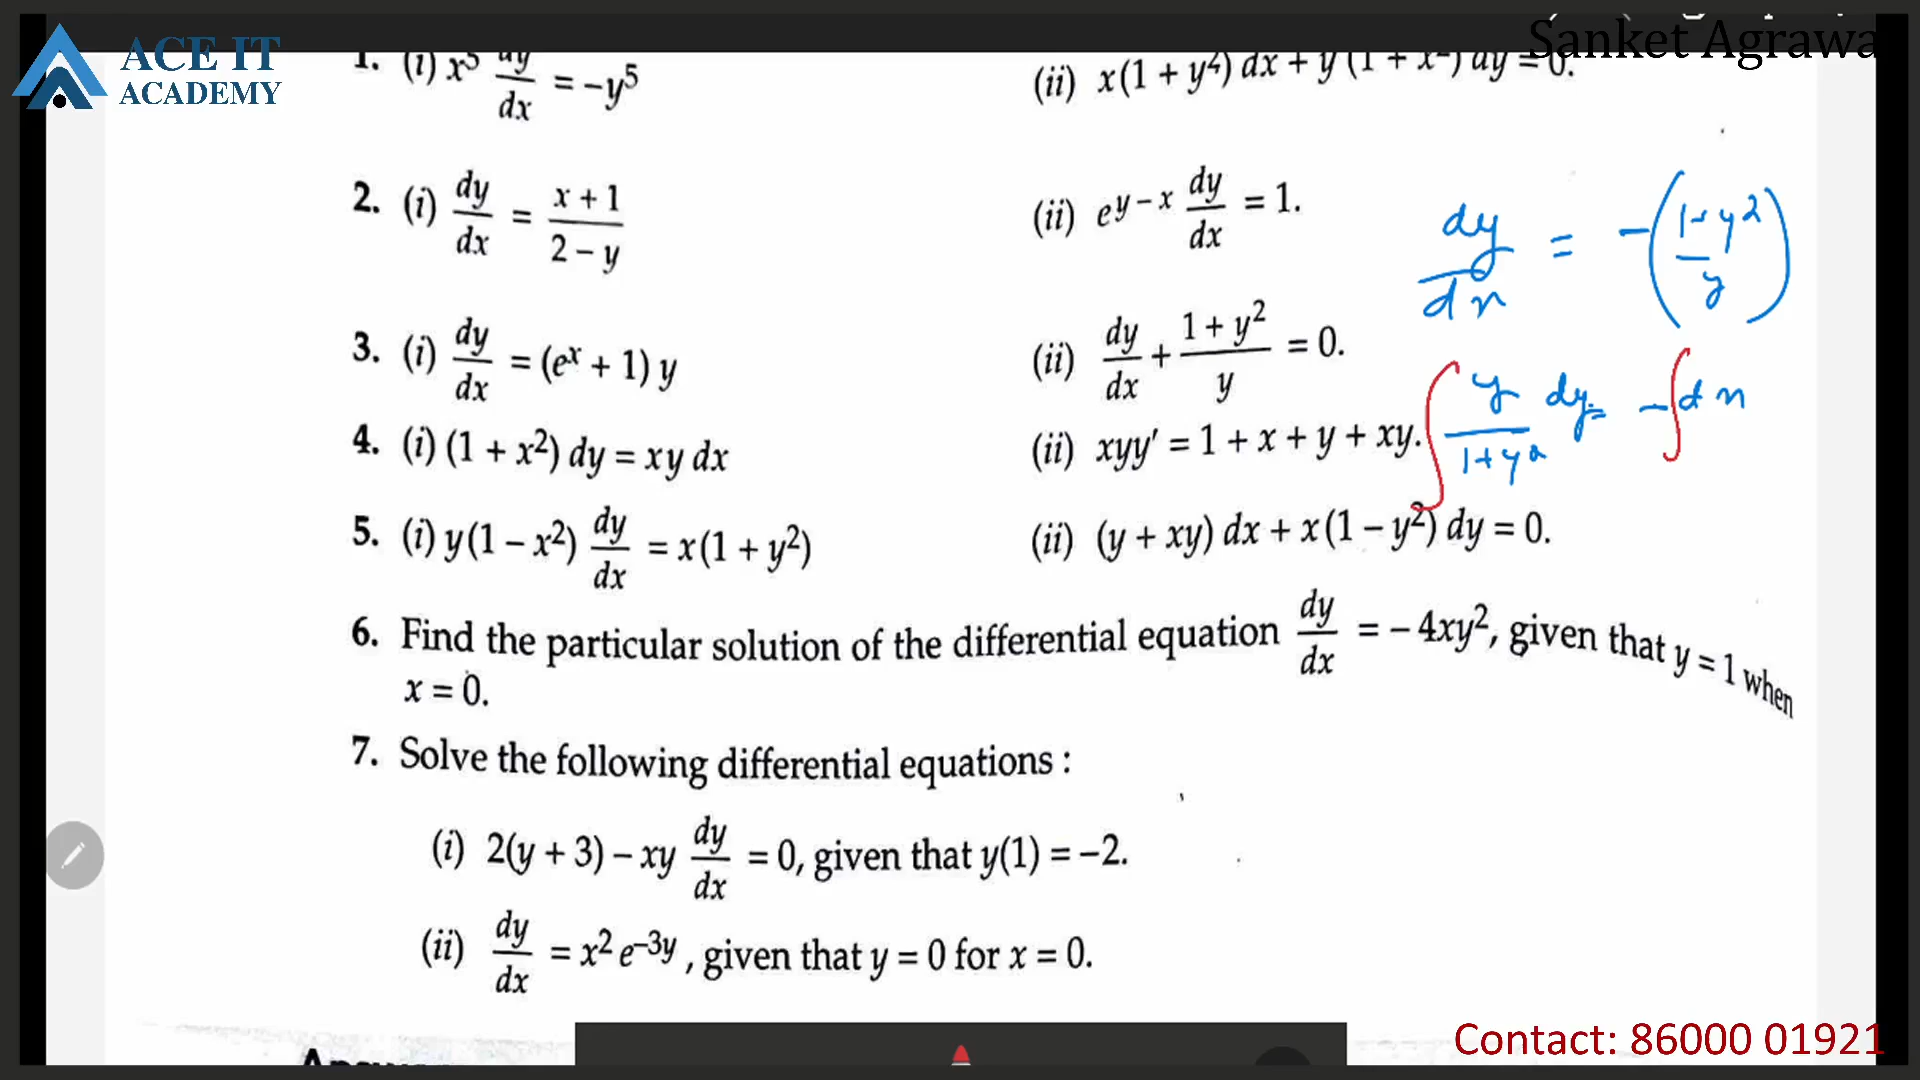 Sanket Agrawa
ACE IT
ACADEMY
1. (i) x⁵ dy/dx = –y⁵
(ii) x(1 + y²) dx + y (1 + x²) dy = 0.
2. (i) dy/dx = (x + 1)/(2 – y)
(ii) e^(y – x) dy/dx = 1.
dy/dx = –((1 + y²)/y)
3. (i) dy/dx = (eˣ + 1) y
(ii) dy/dx + (1 + y²)/y = 0.
∫ y/(1 + y²) dy = –∫ dx
4. (i) (1 + x²) dy = xy dx
(ii) xyy′ = 1 + x + y + xy.
5. (i) y(1 – x²) dy/dx = x(1 + y²)
(ii) (y + xy) dx + x(1 – y²) dy = 0.
6. Find the particular solution of the differential equation dy/dx = – 4xy², given that y = 1 when
x = 0.
7. Solve the following differential equations :
(i) 2(y + 3) – xy dy/dx = 0, given that y(1) = –2.
(ii) dy/dx = x² e^(–3y), given that y = 0 for x = 0.
Contact: 86000 01921